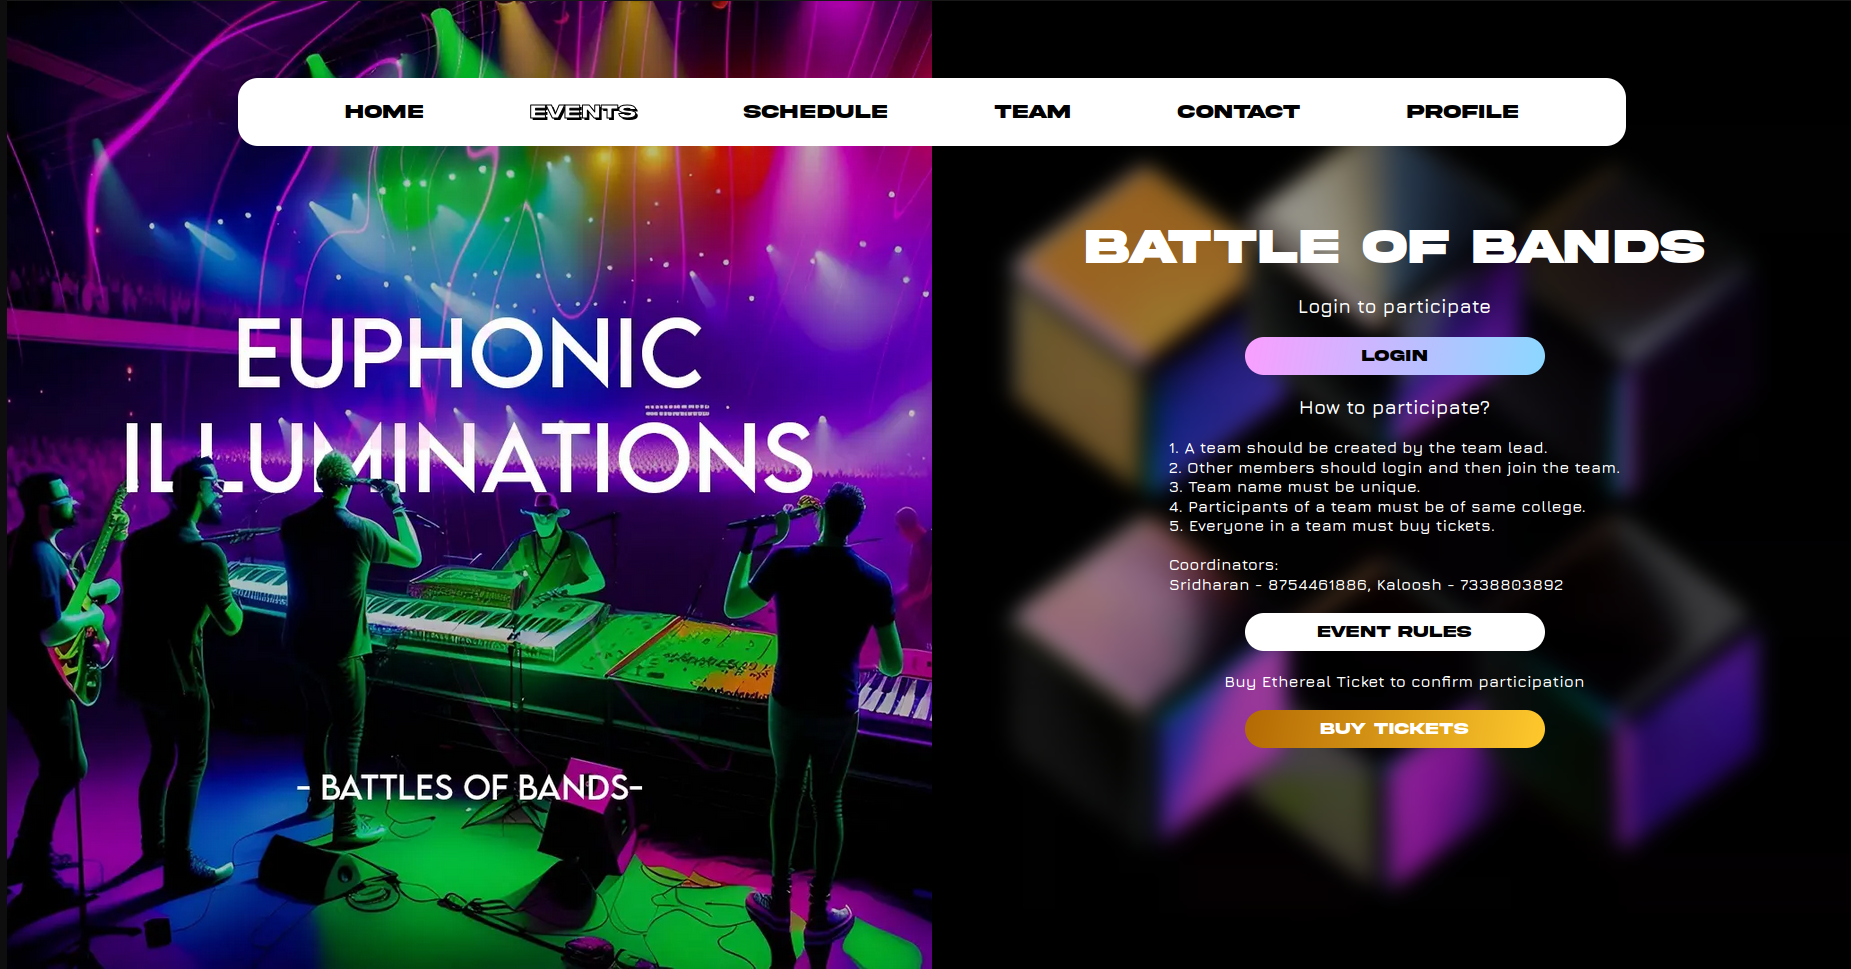 HOME EVENTS SCHEDULE TEAM CONTACT PROFILE
EUPHONIC
ILLUMINATIONS
- BATTLES OF BANDS-
BATTLE OF BANDS
Login to participate
LOGIN
How to participate?
1. A team should be created by the team lead.
2. Other members should login and then join the team.
3. Team name must be unique.
4. Participants of a team must be of same college.
5. Everyone in a team must buy tickets.
Coordinators:
Sridharan - 8754461886, Kaloosh - 7338803892
EVENT RULES
Buy Ethereal Ticket to confirm participation
BUY TICKETS